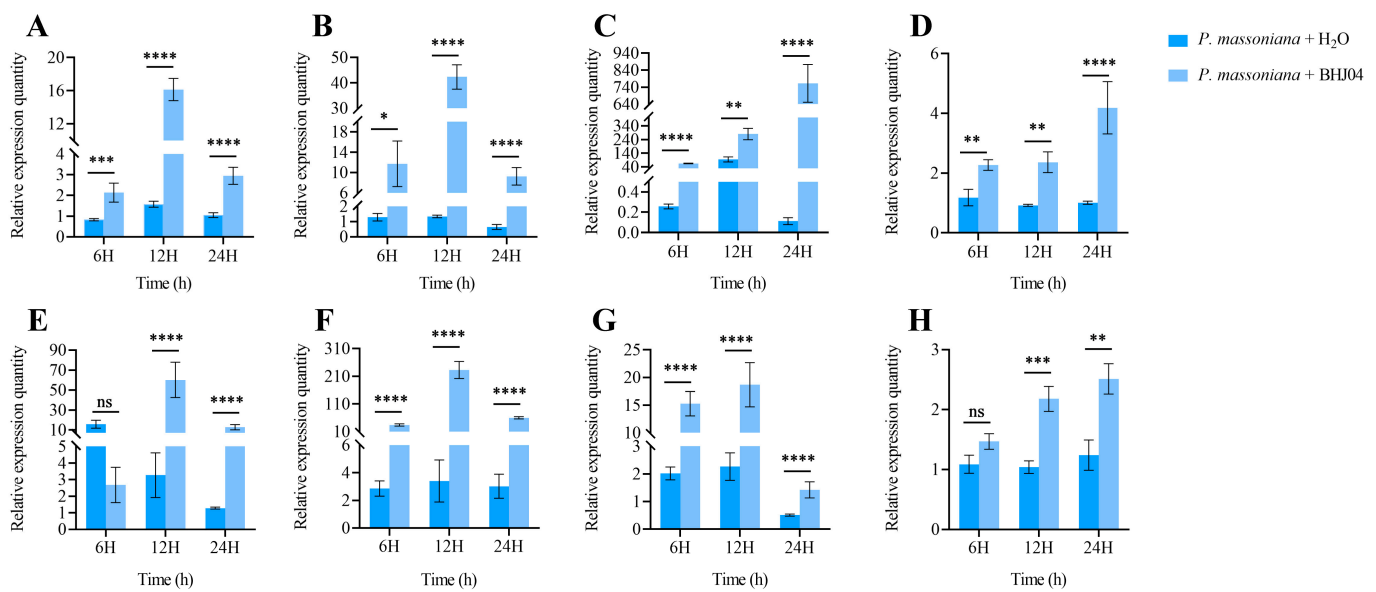 A
Relative expression quantity
20
16
12
4
3
2
1
0
***
****
****
6H 12H 24H
Time (h)
B
Relative expression quantity
50
40
30
18
12
6
2
1
0
*
****
****
6H 12H 24H
Time (h)
C
Relative expression quantity
940
840
740
640
340
240
140
40
0.4
0.2
0.0
****
**
****
6H 12H 24H
Time (h)
D
Relative expression quantity
6
4
2
0
**
**
****
6H 12H 24H
Time (h)
P. massoniana + H₂O
P. massoniana + BHJ04
E
Relative expression quantity
90
70
50
30
10
5
4
3
2
1
0
ns
****
****
6H 12H 24H
Time (h)
F
Relative expression quantity
310
210
110
10
6
4
2
0
****
****
****
6H 12H 24H
Time (h)
G
Relative expression quantity
25
20
15
10
3
2
1
0
****
****
****
6H 12H 24H
Time (h)
H
Relative expression quantity
3
2
1
0
ns
***
**
6H 12H 24H
Time (h)